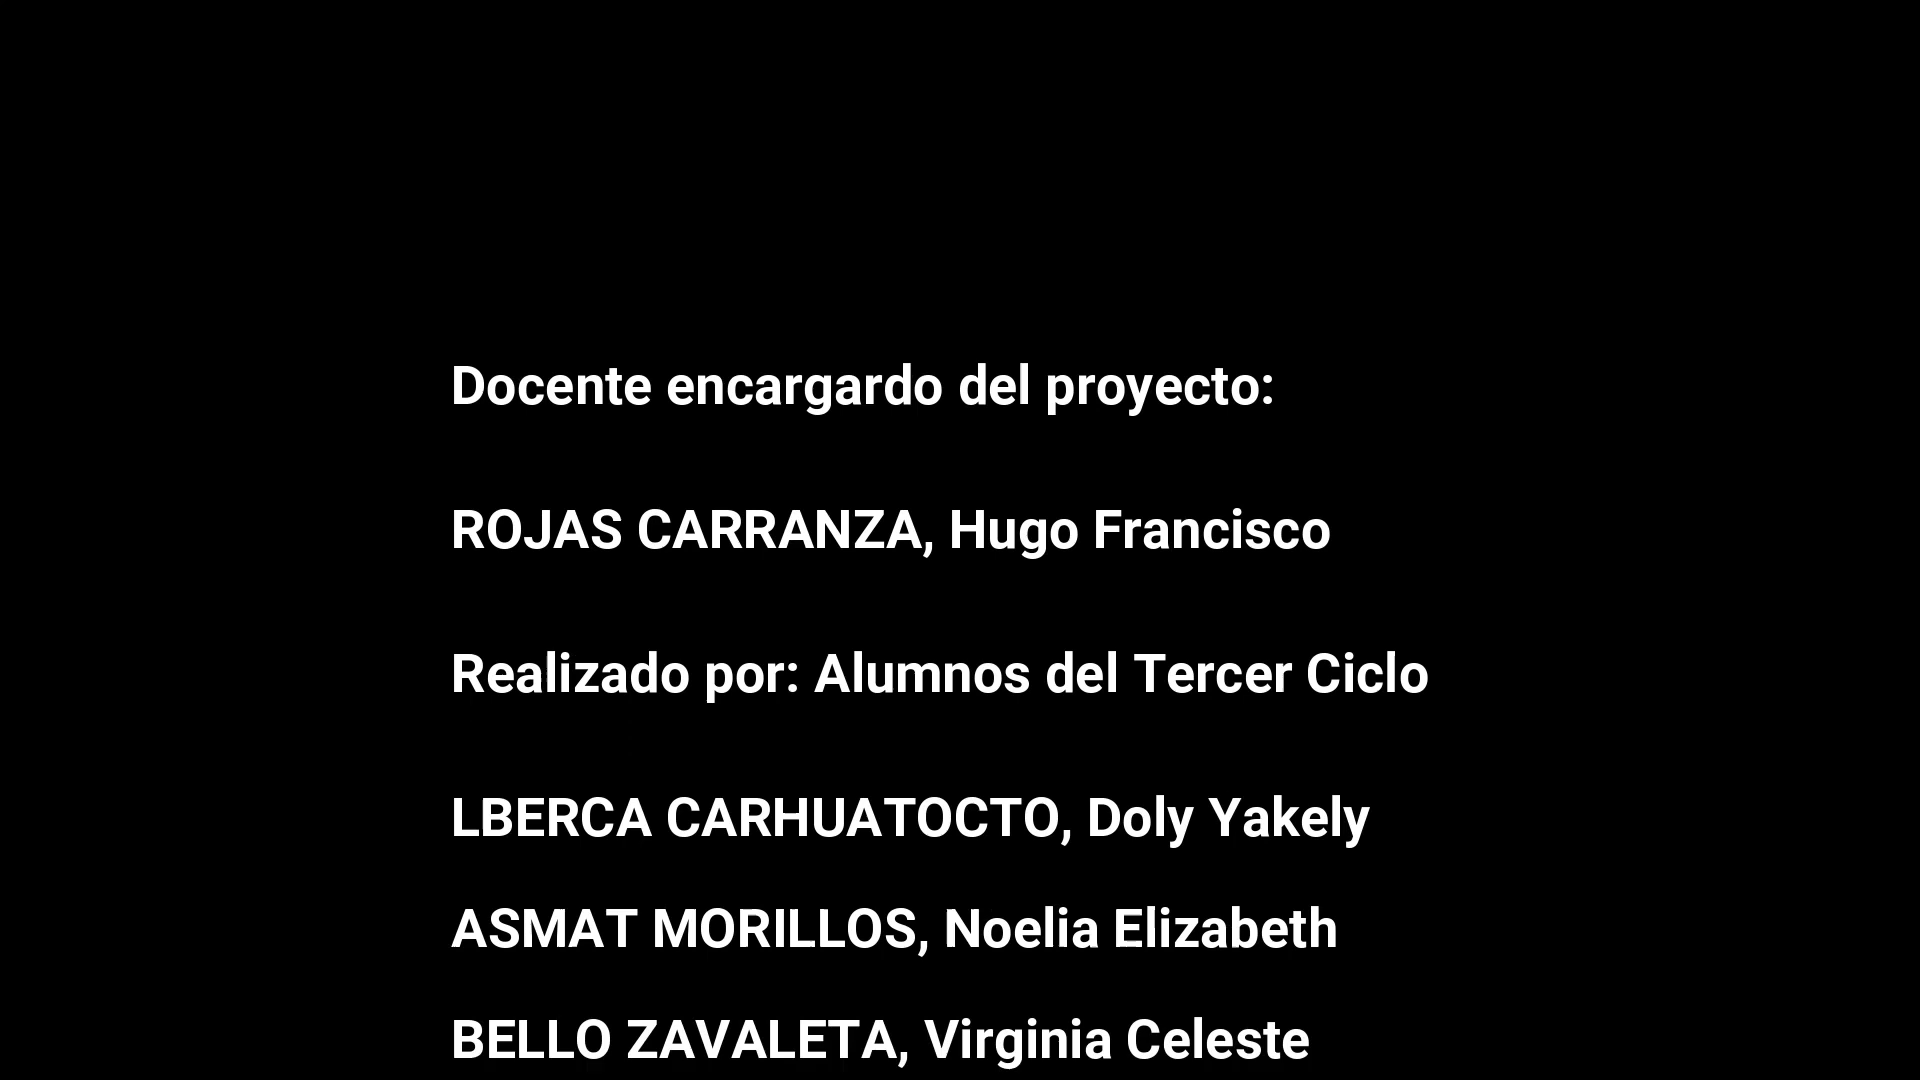 Docente encargardo del proyecto:
ROJAS CARRANZA, Hugo Francisco
Realizado por: Alumnos del Tercer Ciclo
LBERCA CARHUATOCTO, Doly Yakely
ASMAT MORILLOS, Noelia Elizabeth
BELLO ZAVALETA, Virginia Celeste